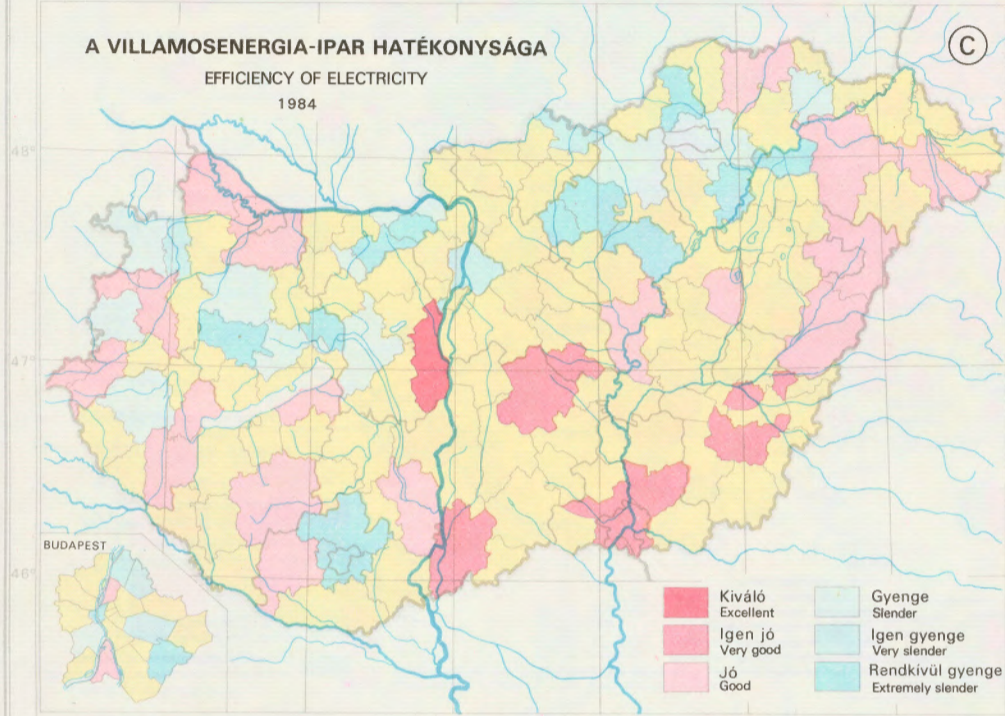 A VILLAMOSENERGIA-IPAR HATÉKONYSÁGA
EFFICIENCY OF ELECTRICITY
1984
C
48°
47°
46°
BUDAPEST
Kiváló
Excellent
Igen jó
Very good
Jó
Good
Gyenge
Slender
Igen gyenge
Very slender
Rendkívül gyenge
Extremely slender